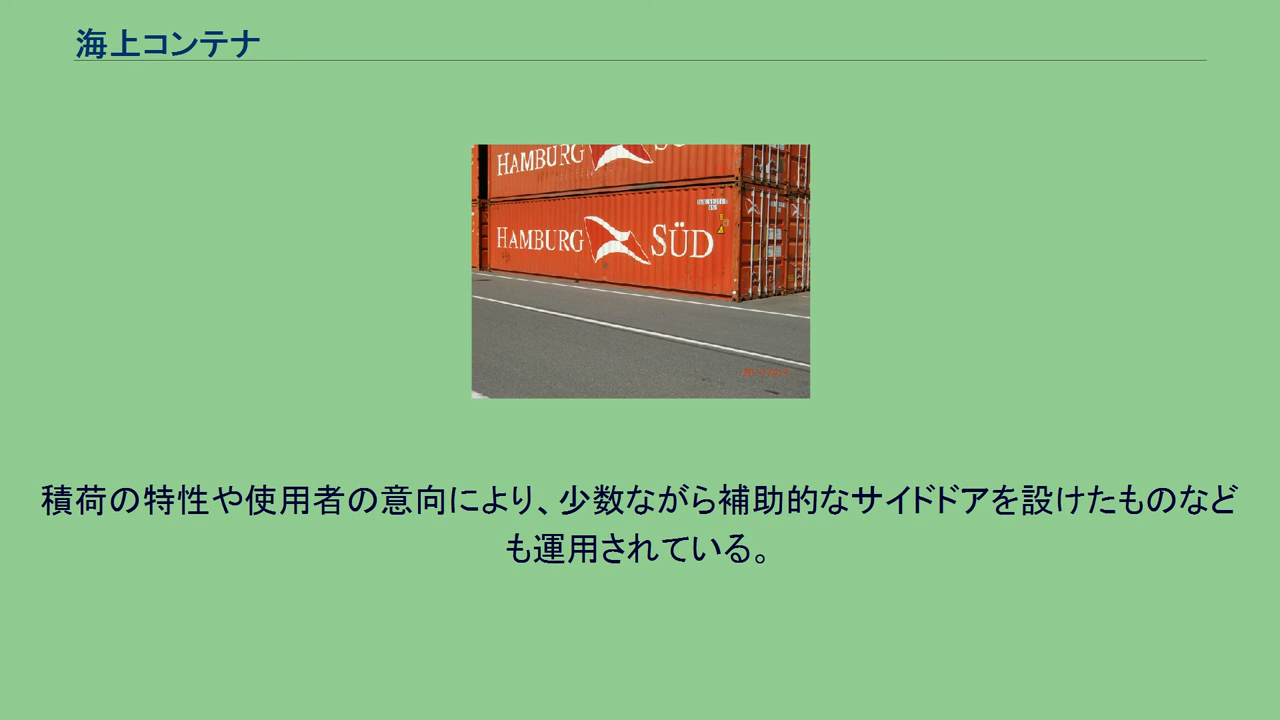 海上コンテナ
HAMBURG
HAMBURG SÜD
積荷の特性や使用者の意向により、少数ながら補助的なサイドドアを設けたものなど
も運用されている。